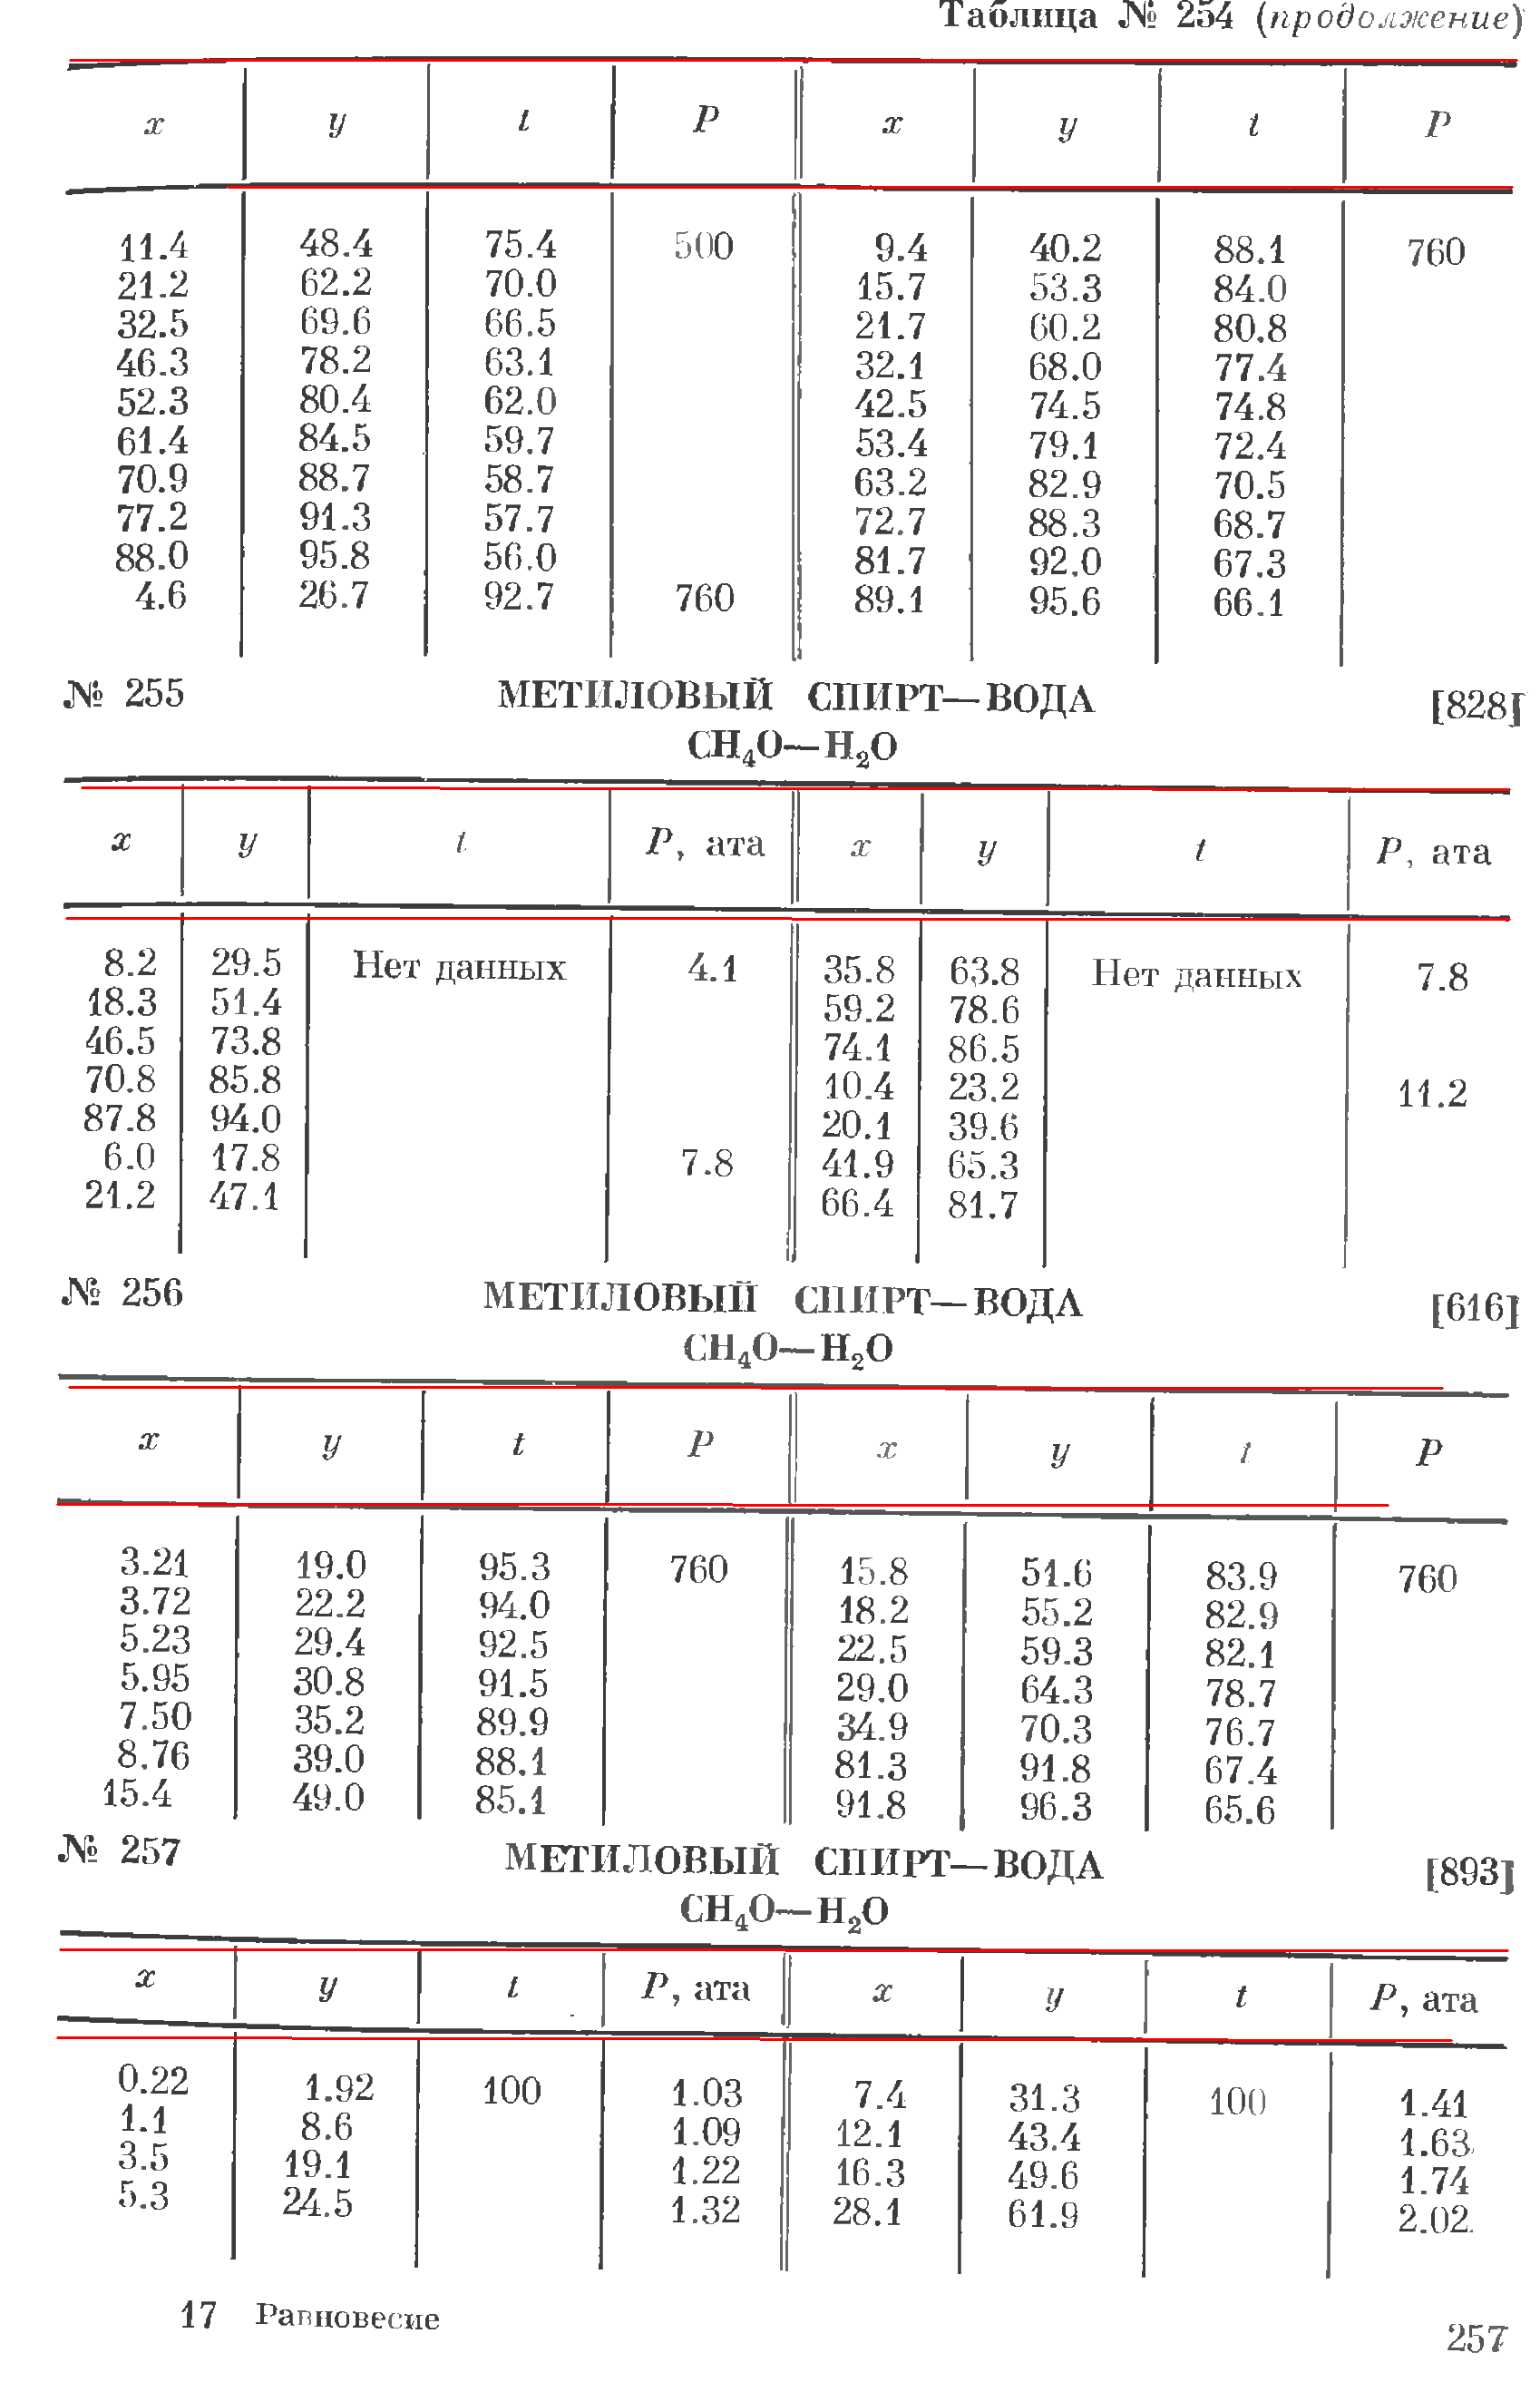 Таблица № 254 (продолжение)
x y t P x y t P
11.4 48.4 75.4 500 9.4 40.2 88.1 760
21.2 62.2 70.0 15.7 53.3 84.0
32.5 69.6 66.5 21.7 60.2 80.8
46.3 78.2 63.1 32.1 68.0 77.4
52.3 80.4 62.0 42.5 74.5 74.8
61.4 84.5 59.7 53.4 79.1 72.4
70.9 88.7 58.7 63.2 82.9 70.5
77.2 91.3 57.7 72.7 88.3 68.7
88.0 95.8 56.0 81.7 92.0 67.3
4.6 26.7 92.7 760 89.1 95.6 66.1
№ 255 МЕТИЛОВЫЙ СПИРТ—ВОДА [828]
CH₄O—H₂O
x y t P, ата x y t P, ата
8.2 29.5 Нет данных 4.1 35.8 63.8 Нет данных 7.8
18.3 51.4 59.2 78.6
46.5 73.8 74.1 86.5
70.8 85.8 10.4 23.2 11.2
87.8 94.0 20.1 39.6
6.0 17.8 7.8 41.9 65.3
21.2 47.1 66.4 81.7
№ 256 МЕТИЛОВЫЙ СПИРТ—ВОДА [616]
CH₄O—H₂O
x y t P x y t P
3.21 19.0 95.3 760 15.8 51.6 83.9 760
3.72 22.2 94.0 18.2 55.2 82.9
5.23 29.4 92.5 22.5 59.3 82.1
5.95 30.8 91.5 29.0 64.3 78.7
7.50 35.2 89.9 34.9 70.3 76.7
8.76 39.0 88.1 81.3 91.8 67.4
15.4 49.0 85.1 91.8 96.3 65.6
№ 257 МЕТИЛОВЫЙ СПИРТ—ВОДА [893]
CH₄O—H₂O
x y t P, ата x y t P, ата
0.22 1.92 100 1.03 7.4 31.3 100 1.41
1.1 8.6 1.09 12.1 43.4 1.63
3.5 19.1 1.22 16.3 49.6 1.74
5.3 24.5 1.32 28.1 61.9 2.02
17 Равновесие
257